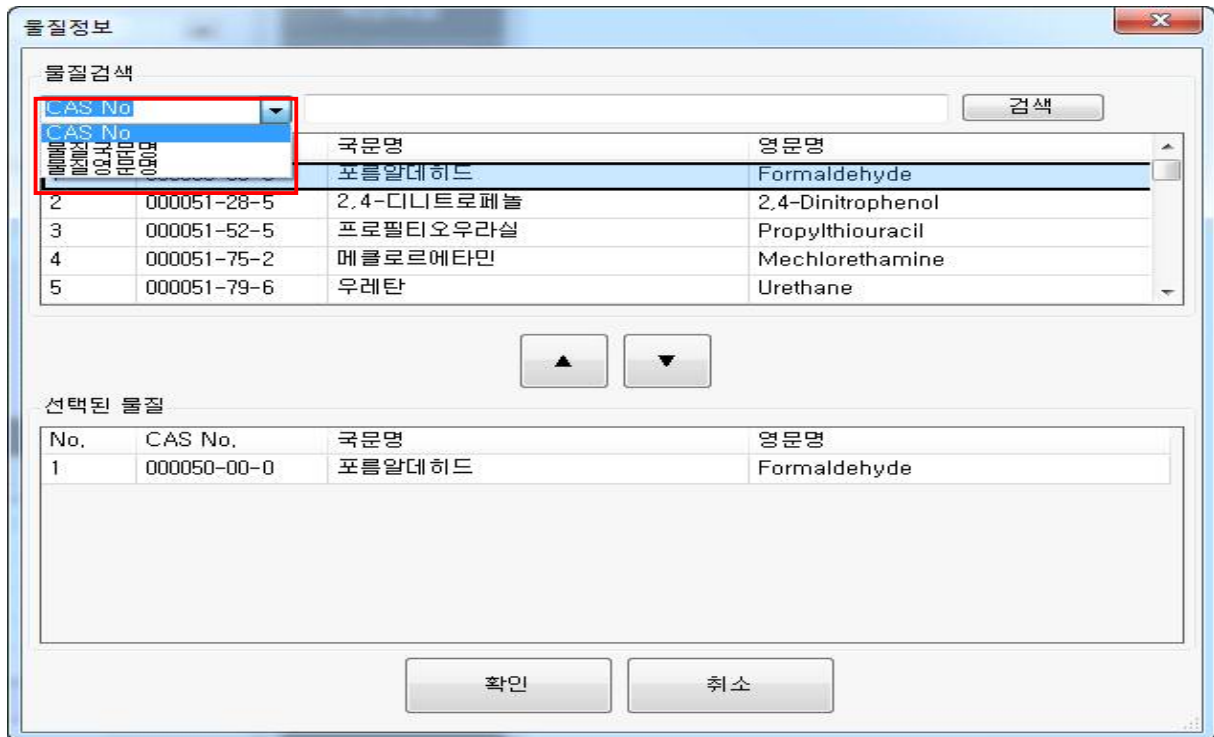 물질정보
물질검색
CAS No 검색
CAS No
물질국문명
물질영문명
국문명 영문명
포름알데히드 Formaldehyde
2 000051-28-5 2,4-디니트로페놀 2,4-Dinitrophenol
3 000051-52-5 프로필티오우라실 Propylthiouracil
4 000051-75-2 메클로르에타민 Mechlorethamine
5 000051-79-6 우레탄 Urethane
▲ ▼
선택된 물질
No. CAS No. 국문명 영문명
1 000050-00-0 포름알데히드 Formaldehyde
확인 취소